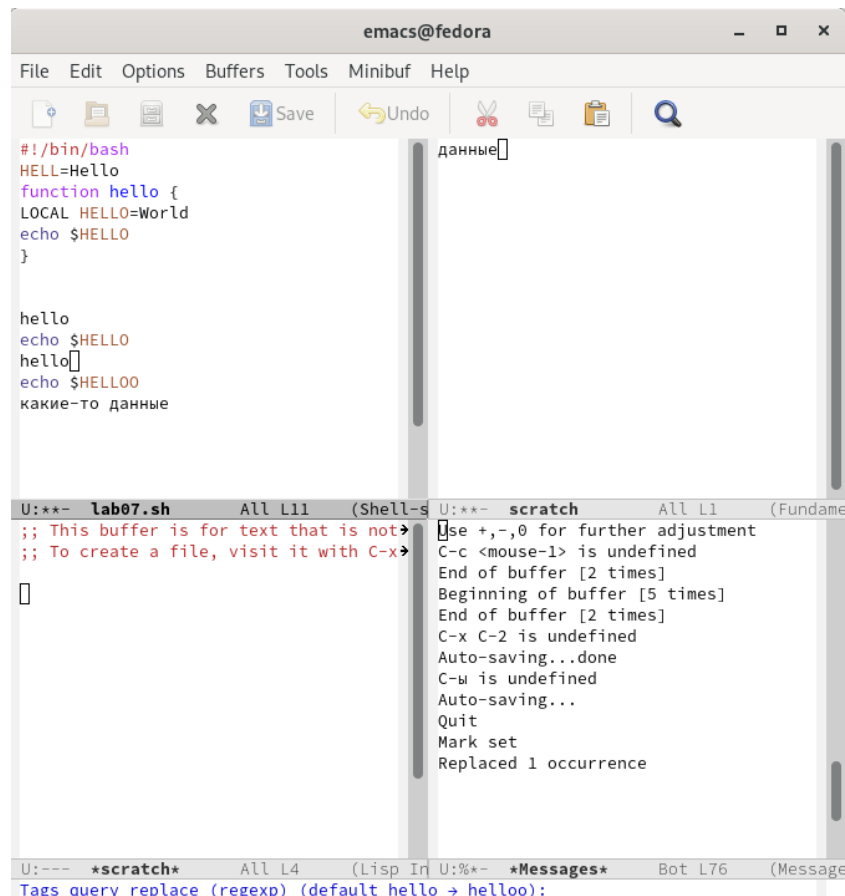 emacs@fedora
File Edit Options Buffers Tools Minibuf Help
Save Undo
#!/bin/bash
HELL=Hello
function hello {
LOCAL HELLO=World
echo $HELLO
}
hello
echo $HELLO
hello
echo $HELLOO
какие-то данные
U:**- lab07.sh All L11 (Shell-s
данные
U:**- scratch All L1 (Fundame
;; This buffer is for text that is not
;; To create a file, visit it with C-x
U:--- *scratch* All L4 (Lisp In
Use +,-,0 for further adjustment
C-c <mouse-1> is undefined
End of buffer [2 times]
Beginning of buffer [5 times]
End of buffer [2 times]
C-x C-2 is undefined
Auto-saving...done
C-ы is undefined
Auto-saving...
Quit
Mark set
Replaced 1 occurrence
U:%*- *Messages* Bot L76 (Message
Tags query replace (regexp) (default hello → helloo):